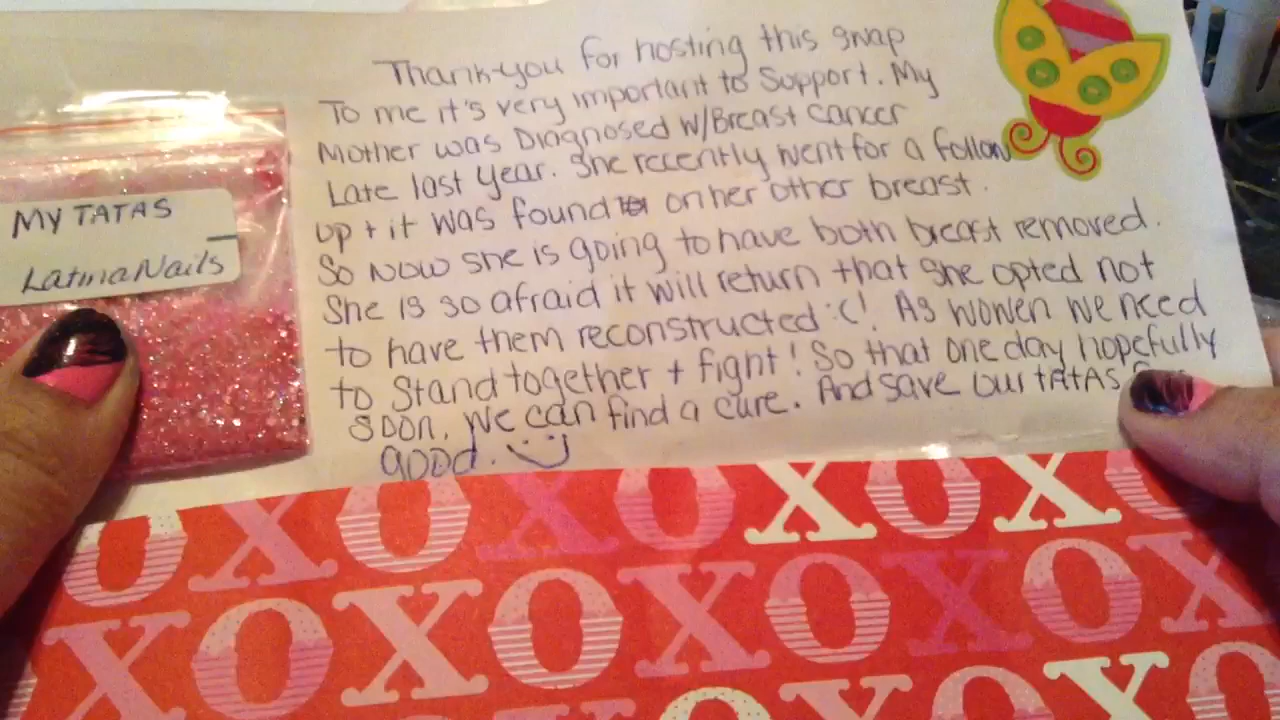 Thank-you for hosting this swap
To me it's very important to Support. My
Mother was Diagnosed w/Breast cancer
Late last year. She recently went for a follow
up + it was found on her other breast.
So Now she is going to have both breast removed.
She is so afraid it will return that she opted not
to have them reconstructed :(! As women we need
to Stand together + fight! So that one day hopefully
soon, we can find a cure. And save our tATAS
good.
MY TATAS
LatinaNails
XOXOXOXOX
XOXOXOXOX